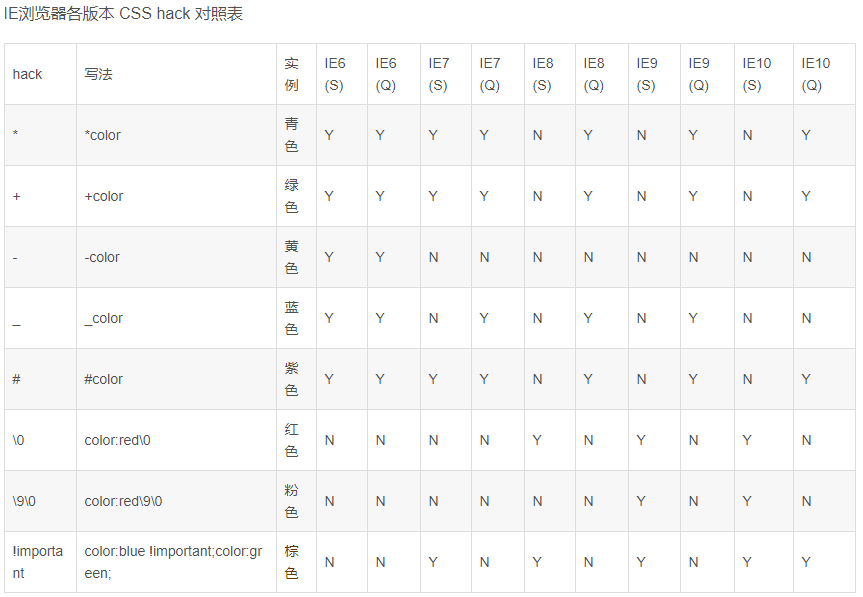 IE浏览器各版本 CSS hack 对照表
hack 写法 实例 IE6(S) IE6(Q) IE7(S) IE7(Q) IE8(S) IE8(Q) IE9(S) IE9(Q) IE10(S) IE10(Q)
* *color 青色 Y Y Y Y N Y N Y N Y
+ +color 绿色 Y Y Y Y N Y N Y N Y
- -color 黄色 Y Y N N N N N N N N
_ _color 蓝色 Y Y N Y N Y N Y N N
# #color 紫色 Y Y Y Y N Y N Y N Y
\0 color:red\0 红色 N N N N Y N Y N Y N
\9\0 color:red\9\0 粉色 N N N N N N Y N Y N
!important color:blue !important;color:green; 棕色 N N Y N Y N Y N Y Y